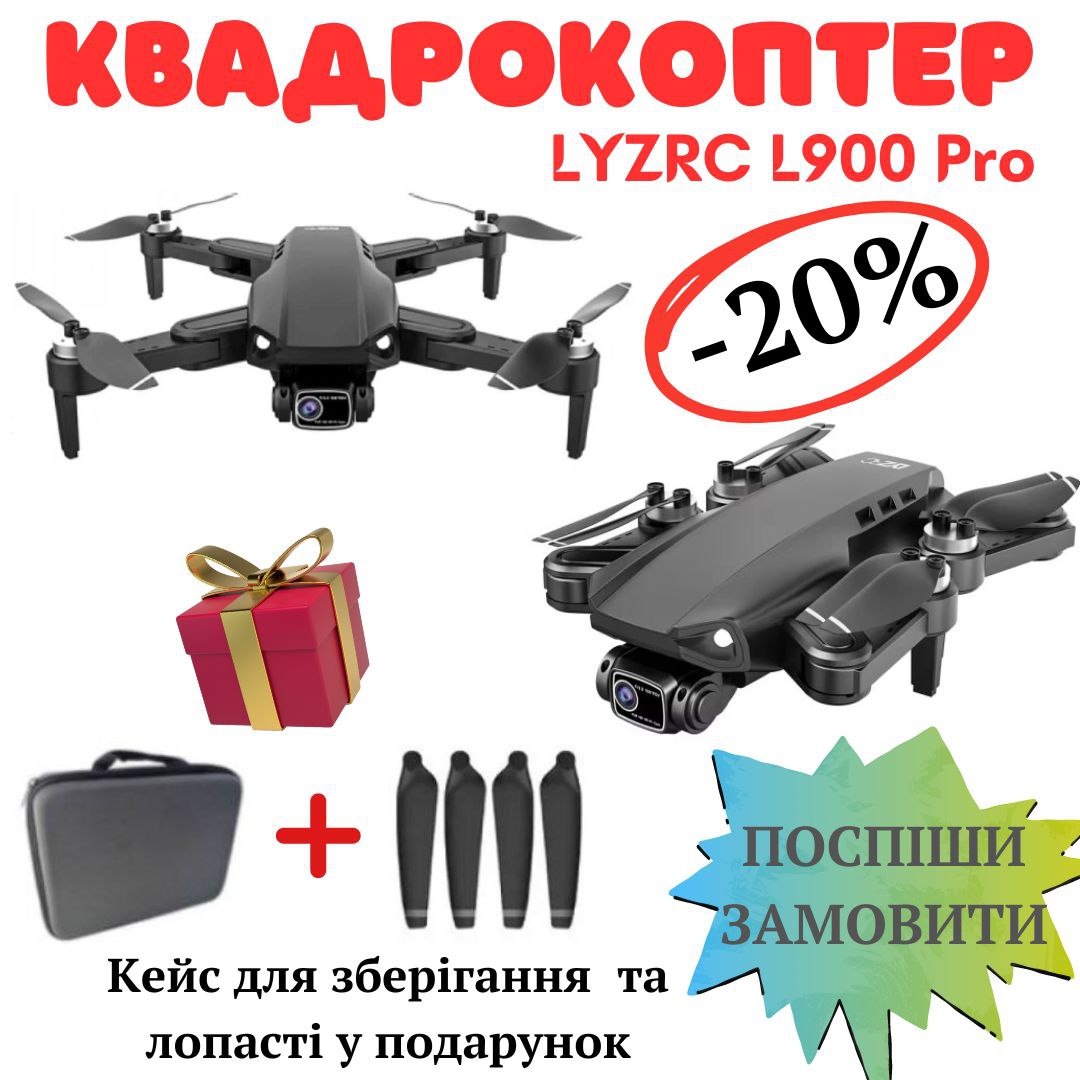 КВАДРОКОПТЕР
LYZRC L900 Pro
-20%
ПОСПІШИ
ЗАМОВИТИ
Кейс для зберігання та
лопасті у подарунок